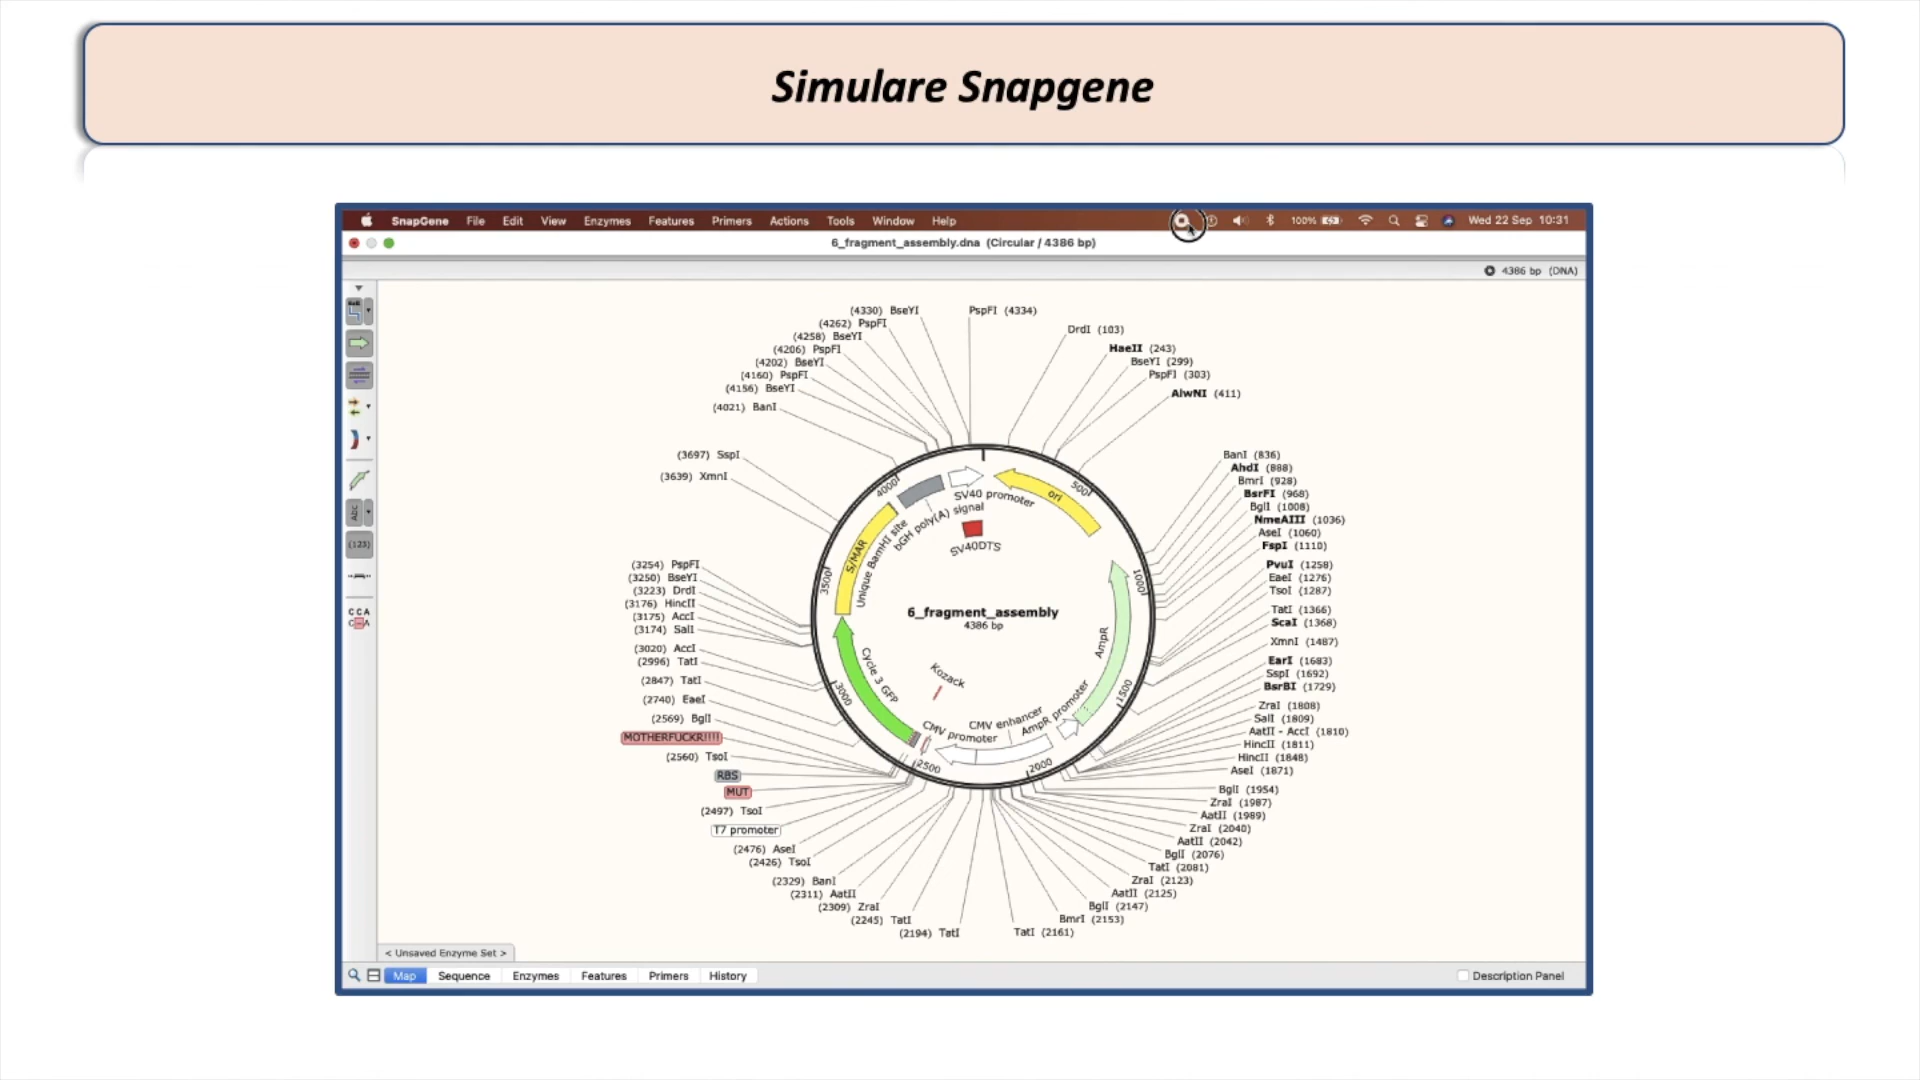 Simulare Snapgene
SnapGene File Edit View Enzymes Features Primers Actions Tools Window Help 100% Wed 22 Sep 10:31
6_fragment_assembly.dna (Circular / 4386 bp)
4386 bp (DNA)
(4330) BseYI
(4262) PspFI
(4258) BseYI
(4206) PspFI
(4202) BseYI
(4160) PspFI
(4156) BseYI
(4021) BanI
(3697) SspI
(3639) XmnI
(3254) PspFI
(3250) BseYI
(3223) DrdI
(3176) HincII
(3175) AccI
(3174) SalI
(3020) AccI
(2996) TatI
(2847) TatI
(2740) EaeI
(2569) BglI
MOTHERFUCKR!!!!
(2560) TsoI
RBS
MUT
(2497) TsoI
T7 promoter
(2476) AseI
(2426) TsoI
(2329) BanI
(2311) AatII
(2309) ZraI
(2245) TatI
(2194) TatI
PspFI (4334)
DrdI (103)
HaeII (243)
BseYI (299)
PspFI (303)
AlwNI (411)
BanI (836)
AhdI (888)
BmrI (928)
BsrFI (968)
BglI (1008)
NmeAIII (1036)
AseI (1060)
FspI (1110)
PvuI (1258)
EaeI (1276)
TsoI (1287)
TatI (1366)
ScaI (1368)
XmnI (1487)
EarI (1683)
SspI (1692)
BsrBI (1729)
ZraI (1808)
SalI (1809)
AatII - AccI (1810)
HincII (1811)
HincII (1848)
AseI (1871)
BglI (1954)
ZraI (1987)
AatII (1989)
ZraI (2040)
AatII (2042)
BglI (2076)
TatI (2081)
ZraI (2123)
AatII (2125)
BglI (2147)
BmrI (2153)
TatI (2161)
500
1000
1500
2000
2500
3000
3500
4000
SV40 promoter
ori
bGH poly(A) signal
Unique BamHI site
S/MAR
SV40DTS
6_fragment_assembly
4386 bp
AmpR
Cycle 3 GFP
Kozack
CMV enhancer
CMV promoter
AmpR promoter
ABC
(123)
CCA
C A
< Unsaved Enzyme Set >
Map Sequence Enzymes Features Primers History Description Panel